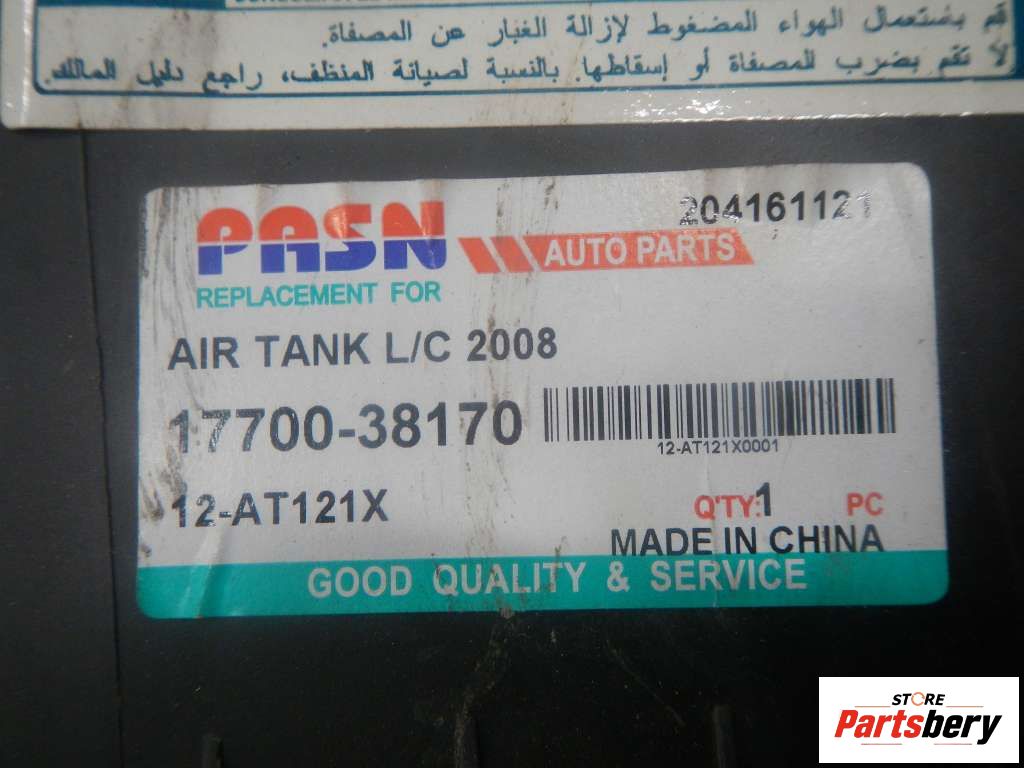 قم بإستعمال الهواء المضغوط لإزالة الغبار عن المصفاة.
لا تقم بضرب المصفاة أو إسقاطها. بالنسبة لصيانة المنظف، راجع دليل المالك.
PASN AUTO PARTS 204161121
REPLACEMENT FOR
AIR TANK L/C 2008
17700-38170
12-AT121X0001
12-AT121X
Q'TY:1 PC
MADE IN CHINA
GOOD QUALITY & SERVICE
STORE
Partsbery